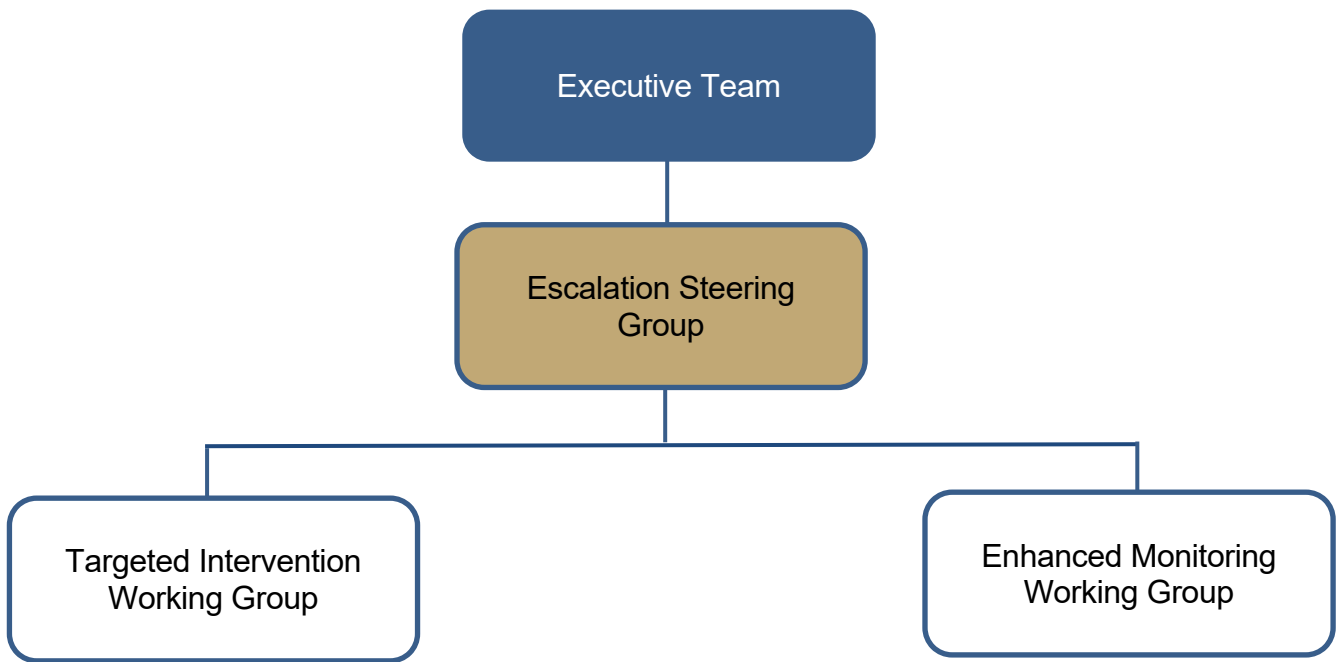 Executive Team
Escalation Steering
Group
Targeted Intervention
Working Group
Enhanced Monitoring
Working Group